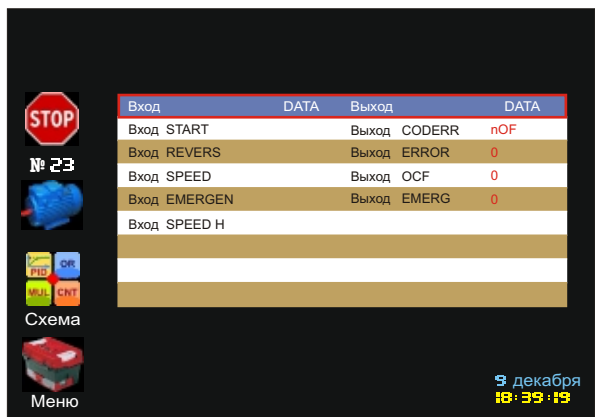 STOP
№ 23
PID OR
MUL CNT
Схема
Меню
Вход DATA Выход DATA
Вход START Выход CODERR nOF
Вход REVERS Выход ERROR 0
Вход SPEED Выход OCF 0
Вход EMERGEN Выход EMERG 0
Вход SPEED H
9 декабря
18:39:19